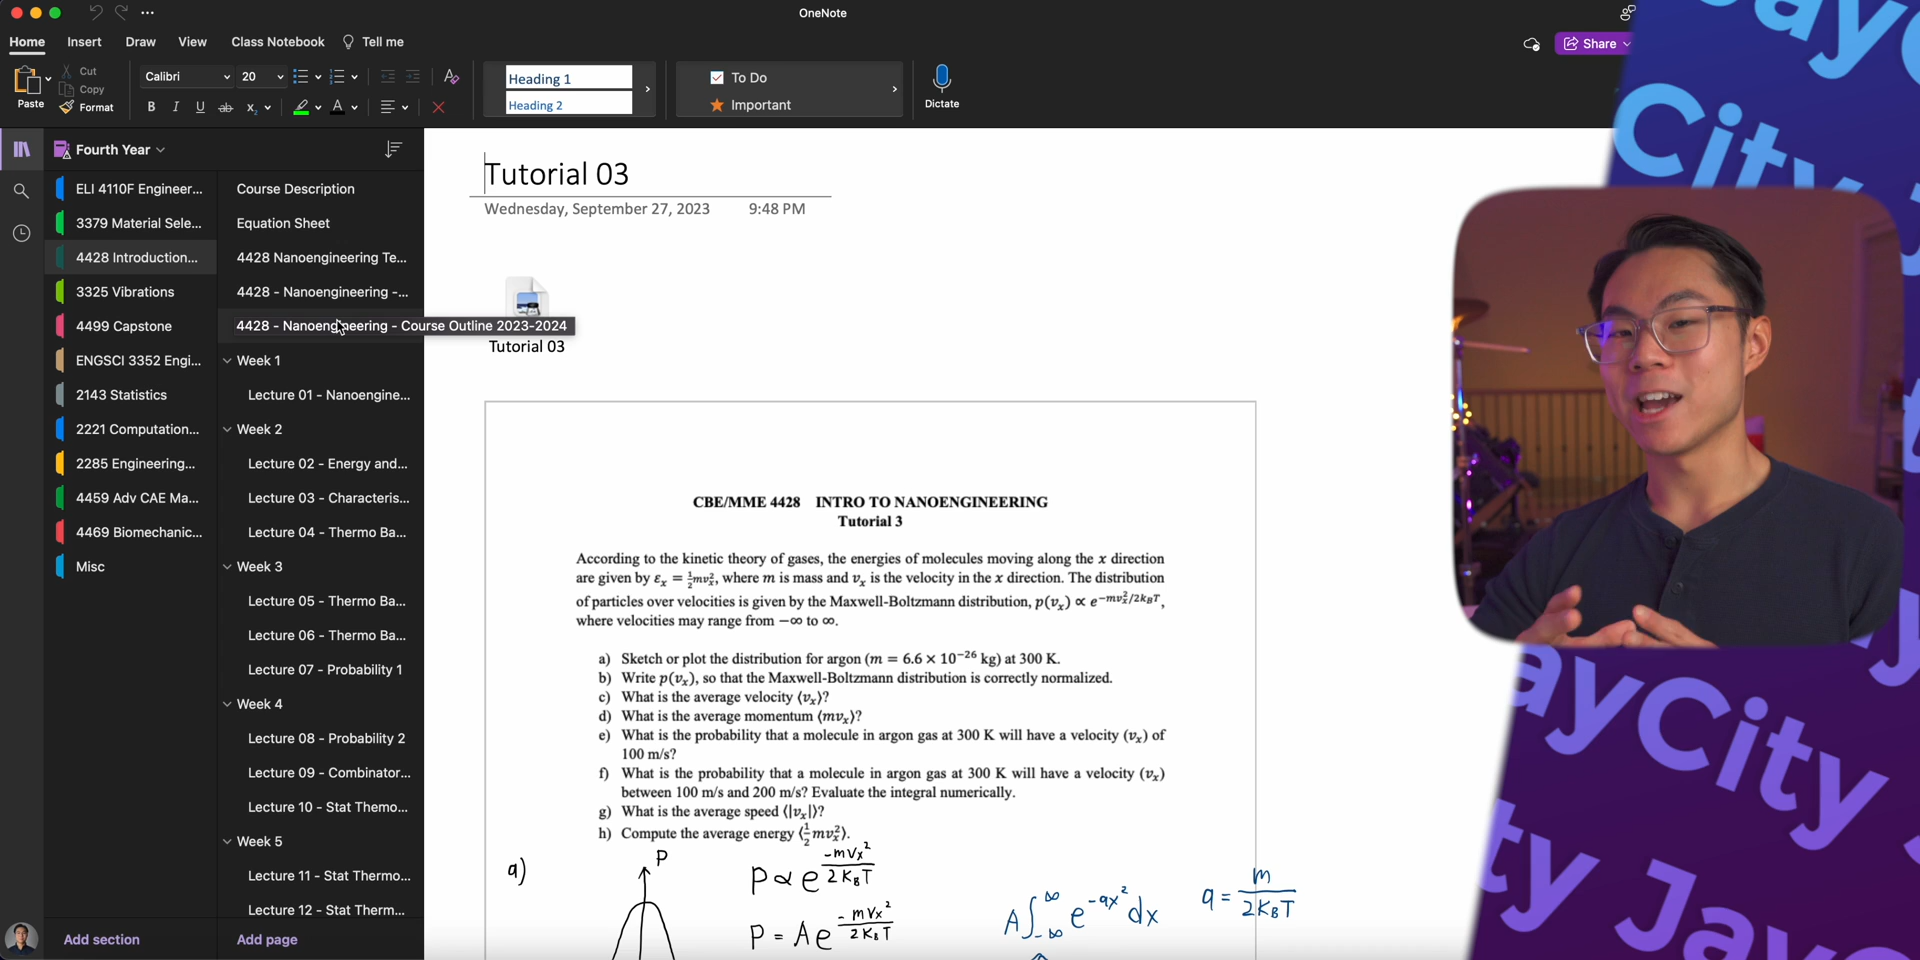 OneNote
Home Insert Draw View Class Notebook Tell me
Share
Paste
Cut
Copy
Format
Calibri 20
B I U ab x₂ A
Heading 1
Heading 2
To Do
Important
Dictate
Fourth Year
ELI 4110F Engineer...
3379 Material Sele...
4428 Introduction...
3325 Vibrations
4499 Capstone
ENGSCI 3352 Engi...
2143 Statistics
2221 Computation...
2285 Engineering...
4459 Adv CAE Ma...
4469 Biomechanic...
Misc
Add section
Course Description
Equation Sheet
4428 Nanoengineering Te...
4428 - Nanoengineering -...
4428 - Nanoengineering - Course Outline 2023-2024
Week 1
Lecture 01 - Nanoengine...
Week 2
Lecture 02 - Energy and...
Lecture 03 - Characteris...
Lecture 04 - Thermo Ba...
Week 3
Lecture 05 - Thermo Ba...
Lecture 06 - Thermo Ba...
Lecture 07 - Probability 1
Week 4
Lecture 08 - Probability 2
Lecture 09 - Combinator...
Lecture 10 - Stat Thermo...
Week 5
Lecture 11 - Stat Thermo...
Lecture 12 - Stat Therm...
Add page
Tutorial 03
Wednesday, September 27, 2023 9:48 PM
Tutorial 03
CBE/MME 4428 INTRO TO NANOENGINEERING
Tutorial 3
According to the kinetic theory of gases, the energies of molecules moving along the x direction
are given by εₓ = ½mvₓ², where m is mass and vₓ is the velocity in the x direction. The distribution
of particles over velocities is given by the Maxwell-Boltzmann distribution, p(vₓ) ∝ e^(−mvₓ²/2k_BT),
where velocities may range from −∞ to ∞.
a) Sketch or plot the distribution for argon (m = 6.6 × 10⁻²⁶ kg) at 300 K.
b) Write p(vₓ), so that the Maxwell-Boltzmann distribution is correctly normalized.
c) What is the average velocity ⟨vₓ⟩?
d) What is the average momentum ⟨mvₓ⟩?
e) What is the probability that a molecule in argon gas at 300 K will have a velocity (vₓ) of
100 m/s?
f) What is the probability that a molecule in argon gas at 300 K will have a velocity (vₓ)
between 100 m/s and 200 m/s? Evaluate the integral numerically.
g) What is the average speed ⟨|vₓ|⟩?
h) Compute the average energy ⟨½mvₓ²⟩.
a) P
P ∝ e^(-mVx²/2K_BT)
P = A e^(-mVx²/2K_BT)
A∫_{-∞}^{∞} e^(-ax²) dx
a = m/2K_BT
JayCity
City
JayCity
JayCity
JayCity